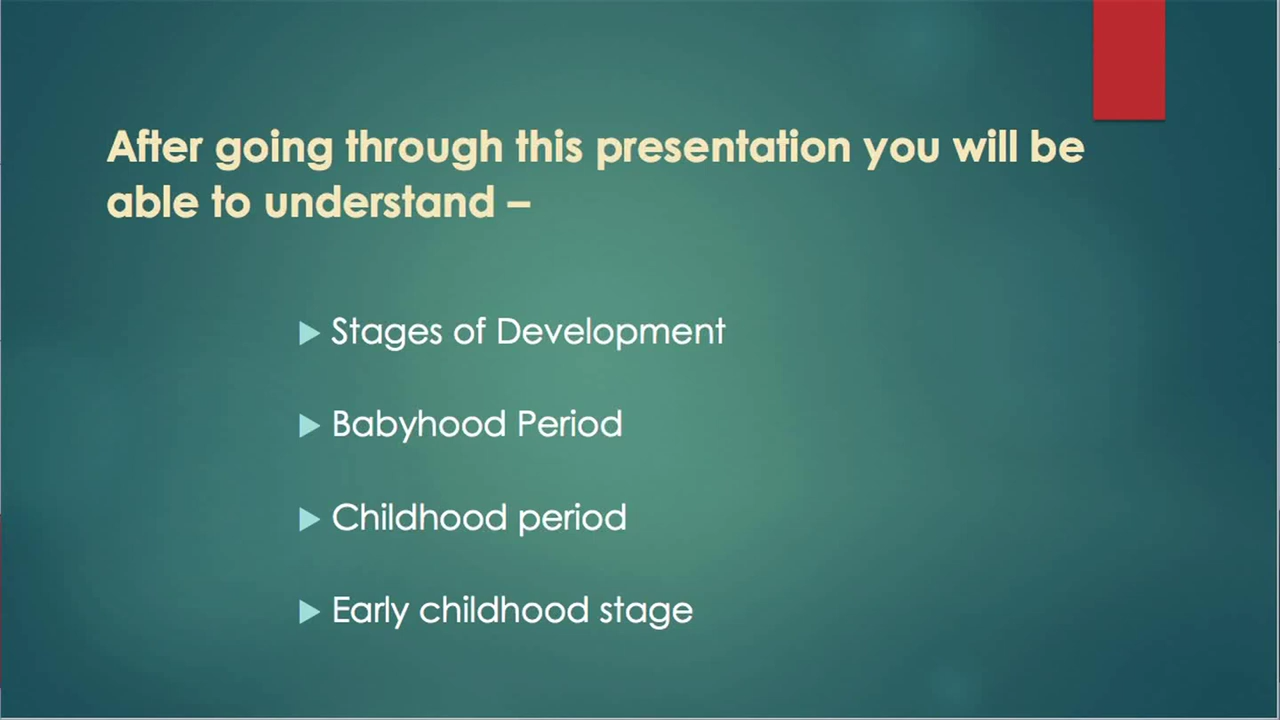 After going through this presentation you will be
able to understand –
Stages of Development
Babyhood Period
Childhood period
Early childhood stage